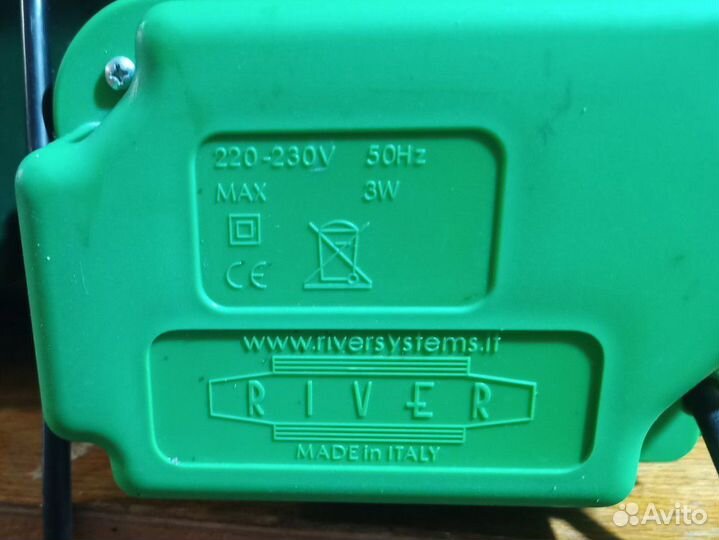 220-230V 50Hz
MAX 3W
CE
www.riversystems.it
RIVER
MADE in ITALY
Avito